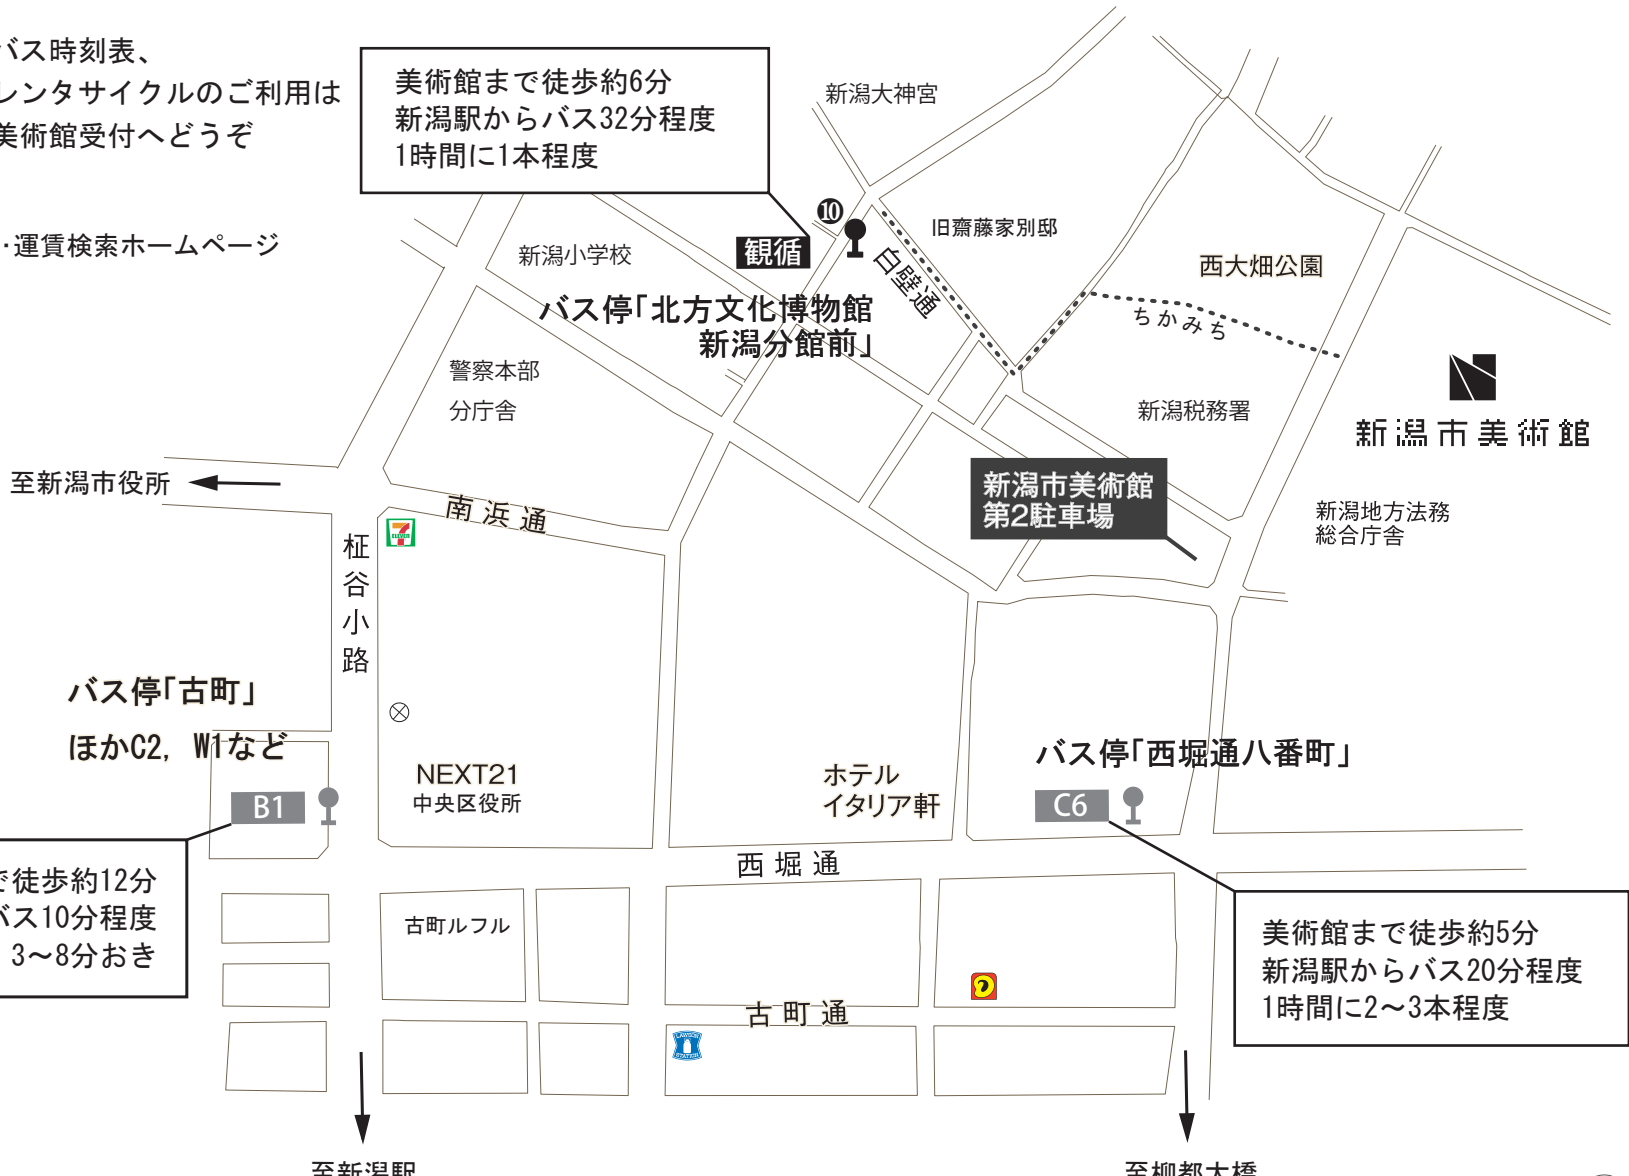 バス時刻表、
レンタサイクルのご利用は
美術館受付へどうぞ
・運賃検索ホームページ
美術館まで徒歩約6分
新潟駅からバス32分程度
1時間に1本程度
新潟大神宮
⑩
観循
新潟小学校
バス停「北方文化博物館
新潟分館前」
白壁通
旧齋藤家別邸
西大畑公園
ちかみち
警察本部
分庁舎
新潟税務署
新潟市美術館
至新潟市役所
南浜通
新潟市美術館
第2駐車場
新潟地方法務
総合庁舎
7
ELEVEN
柾谷小路
バス停「古町」
ほかC2, W1など
B1
NEXT21
中央区役所
ホテル
イタリア軒
バス停「西堀通八番町」
C6
西堀通
で徒歩約12分
バス10分程度
3〜8分おき
古町ルフル
美術館まで徒歩約5分
新潟駅からバス20分程度
1時間に2〜3本程度
古町通
LAWSON
STATION
至新潟駅
至柳都大橋